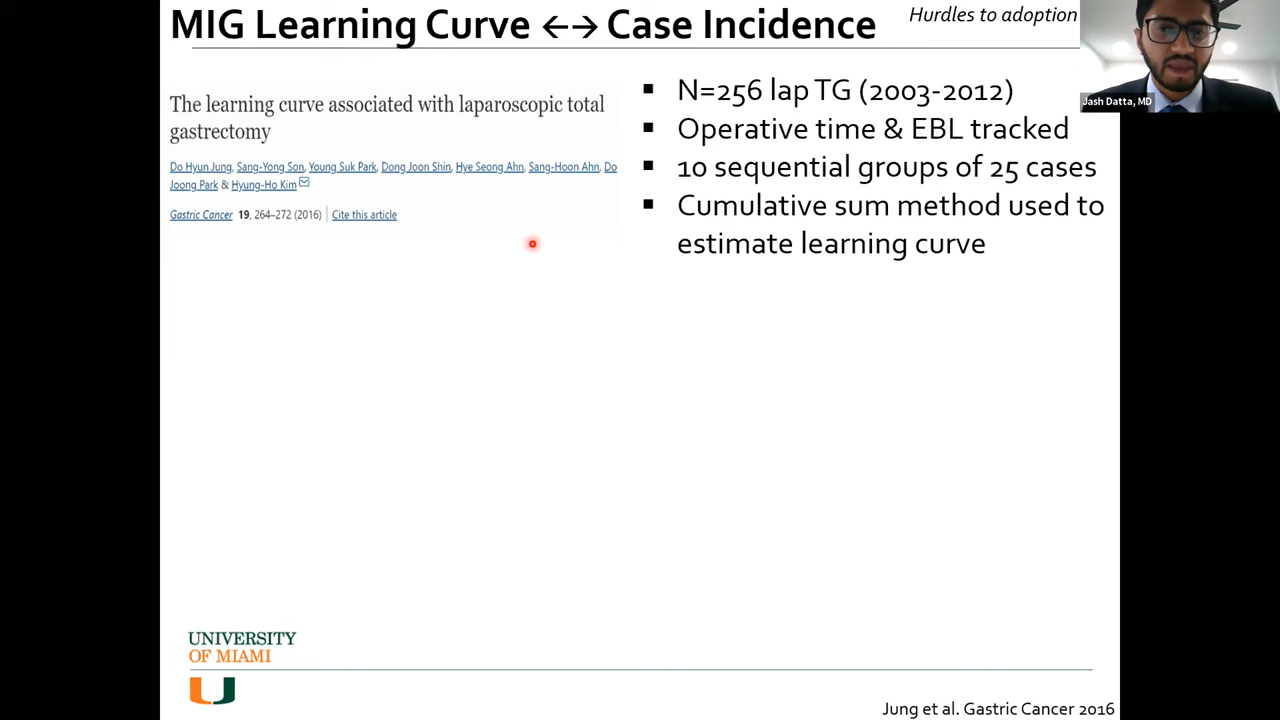 MIG Learning Curve ←→ Case Incidence
Hurdles to adoption
Jash Datta, MD
The learning curve associated with laparoscopic total
gastrectomy
Do Hyun Jung, Sang-Yong Son, Young Suk Park, Dong Joon Shin, Hye Seong Ahn, Sang-Hoon Ahn, Do
Joong Park & Hyung-Ho Kim
Gastric Cancer 19, 264–272 (2016) Cite this article
▪ N=256 lap TG (2003-2012)
▪ Operative time & EBL tracked
▪ 10 sequential groups of 25 cases
▪ Cumulative sum method used to
estimate learning curve
UNIVERSITY
OF MIAMI
Jung et al. Gastric Cancer 2016